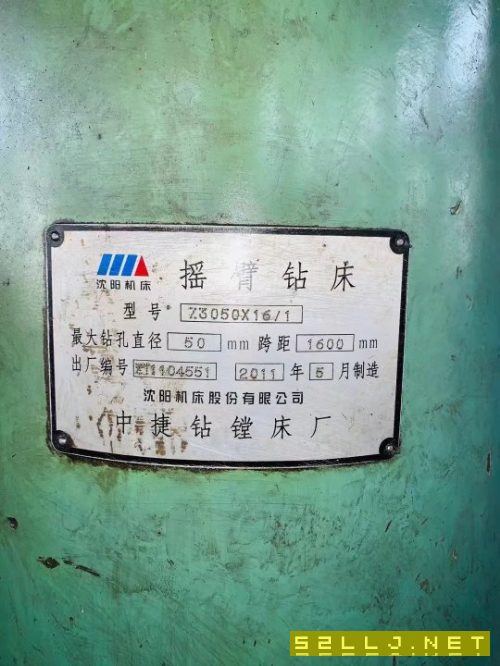 沈阳机床
摇臂钻床
型号 Z3050X16/1
最大钻孔直径 50 mm 跨距 1600 mm
出厂编号 ZJ1104551 2011 年 5 月制造
沈阳机床股份有限公司
中捷钻镗床厂
52LLJ.NET